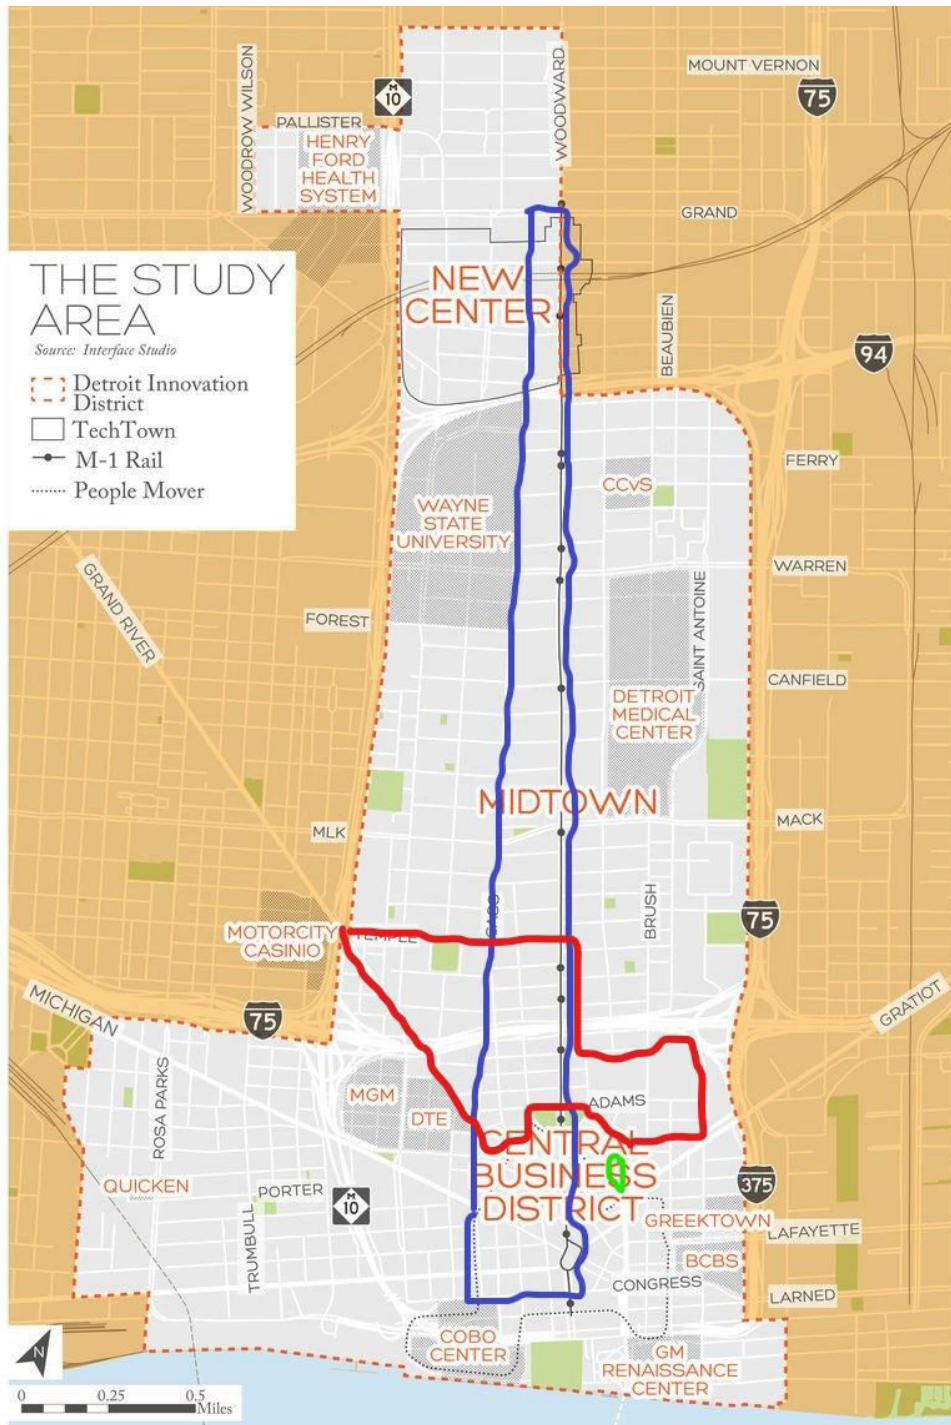 MOUNT VERNON
75
WOODROW WILSON
M
10
WOODWARD
PALLISTER
HENRY
FORD
HEALTH
SYSTEM
GRAND
THE STUDY
AREA
Source: Interface Studio
Detroit Innovation
District
TechTown
M-1 Rail
People Mover
NEW
CENTER
BEAUBIEN
94
FERRY
CCvS
WAYNE
STATE
UNIVERSITY
WARREN
GRAND RIVER
FOREST
SAINT ANTOINE
CANFIELD
DETROIT
MEDICAL
CENTER
MIDTOWN
MACK
MLK
CASS
BRUSH
75
MOTORCITY
CASINIO
TEMPLE
MICHIGAN
75
GRATIOT
ROSA PARKS
MGM
DTE
ADAMS
CENTRAL
BUSINESS
DISTRICT
QUICKEN
PORTER
M
10
375
TRUMBULL
GREEKTOWN
LAFAYETTE
BCBS
CONGRESS
LARNED
COBO
CENTER
GM
RENAISSANCE
CENTER
N
0 0.25 0.5
Miles